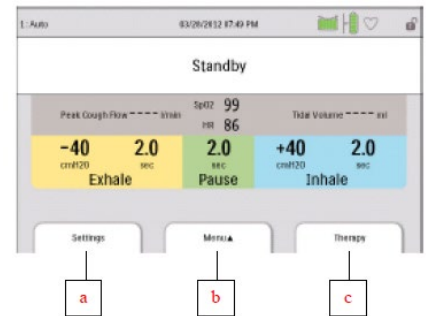 1: Auto 03/20/2012 07:49 PM
Standby
Peak Cough Flow ---- l/min SpO2 99 Tidal Volume ---- ml
HR 86
-40 2.0 2.0 +40 2.0
cmH2O sec sec cmH2O sec
Exhale Pause Inhale
Settings Menu▲ Therapy
a b c